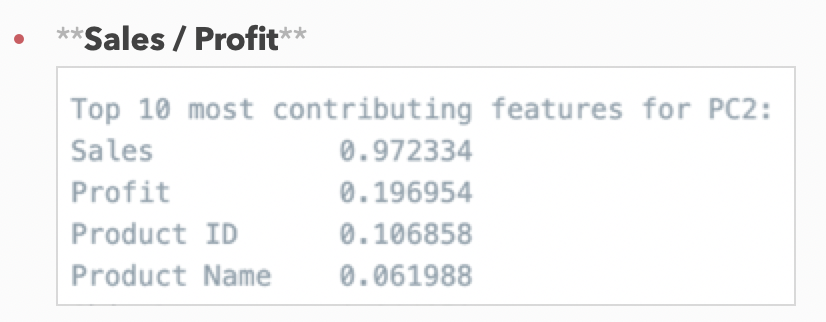 **Sales / Profit**
Top 10 most contributing features for PC2:
Sales 0.972334
Profit 0.196954
Product ID 0.106858
Product Name 0.061988